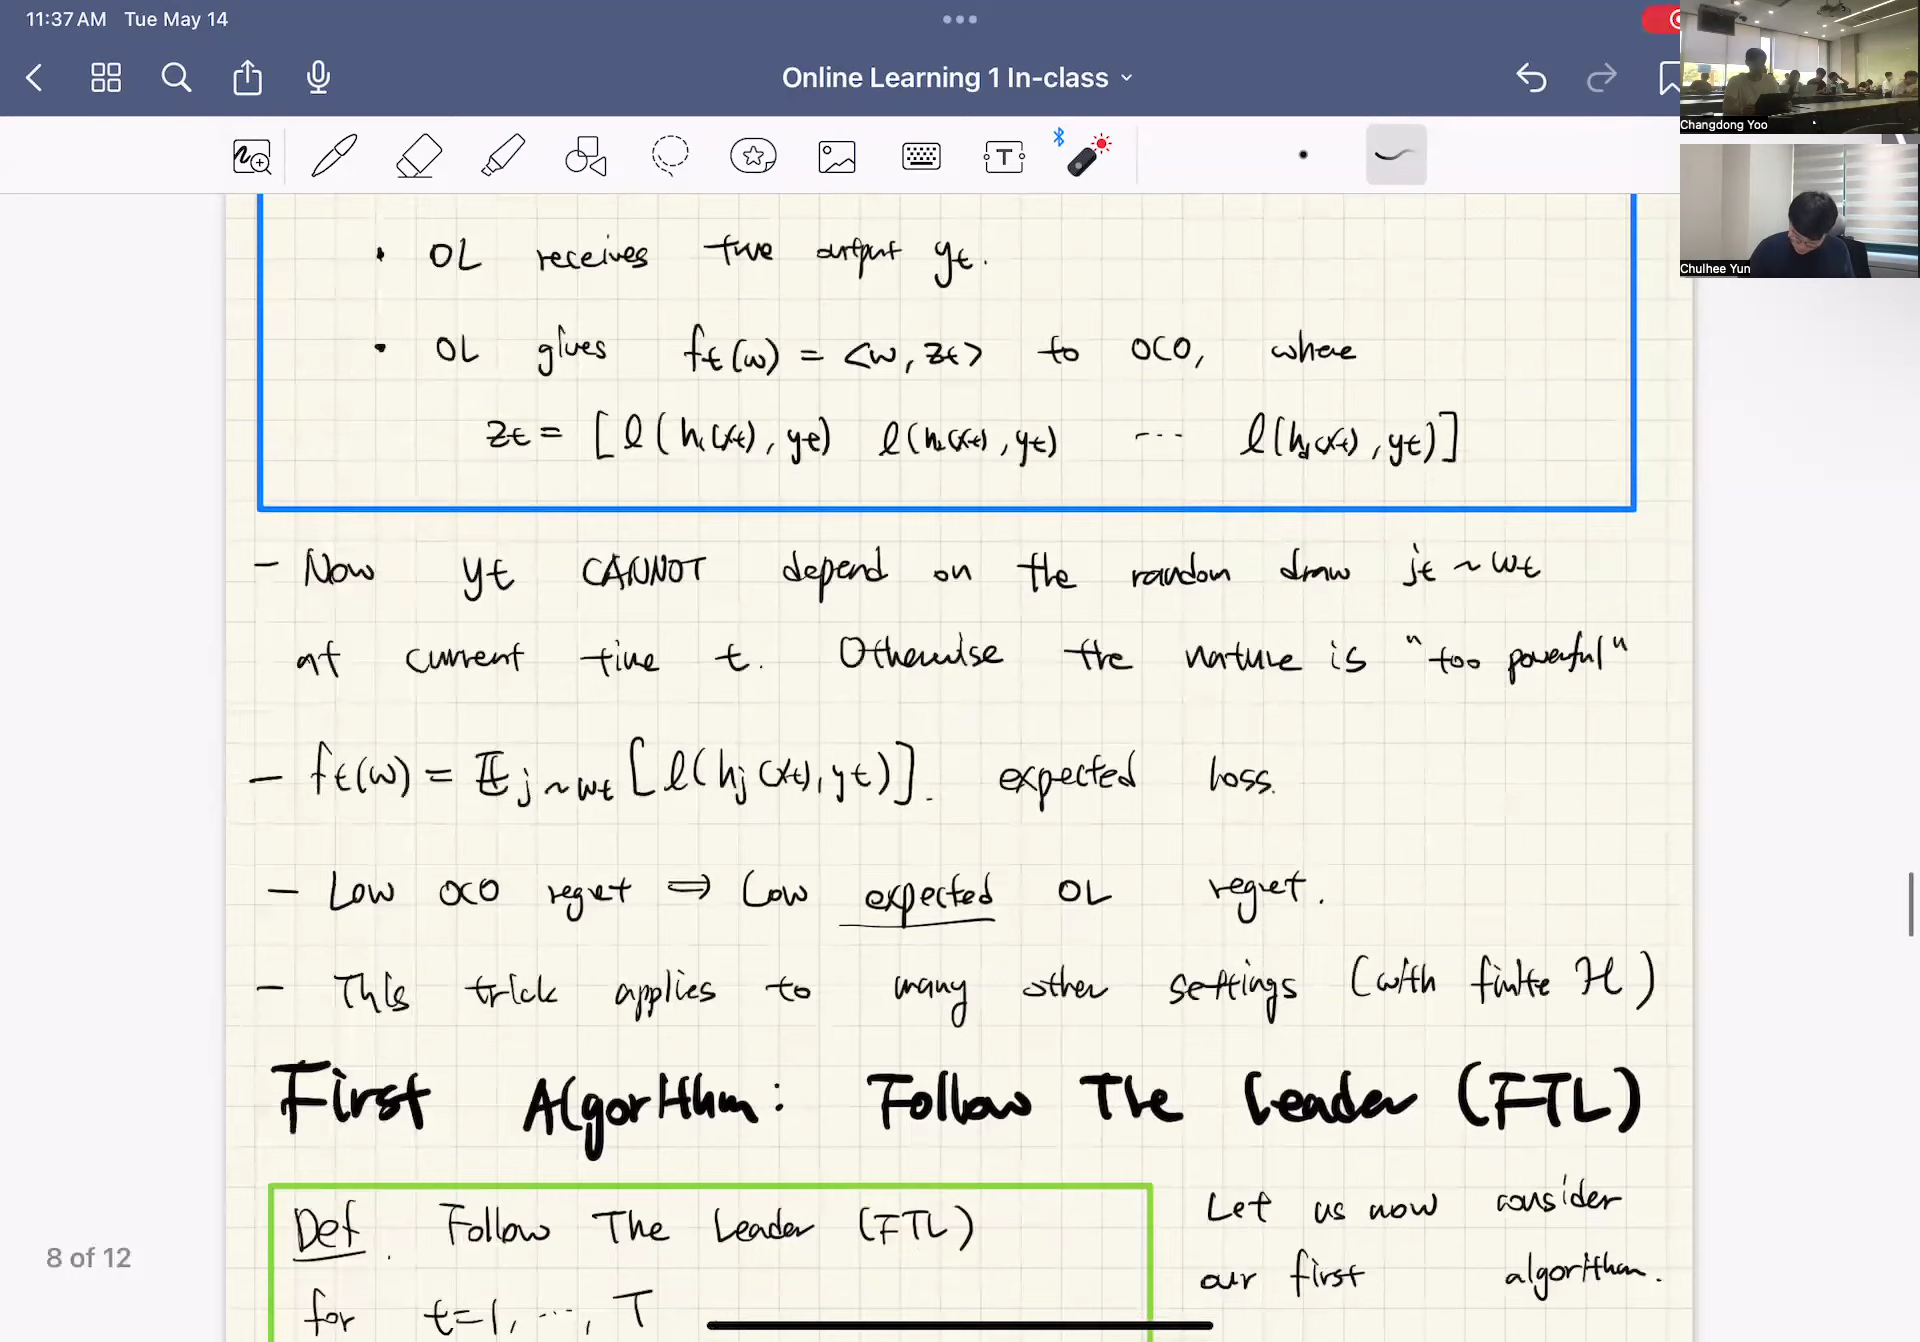 11:37 AM Tue May 14
Online Learning 1 In-class
Changdong Yoo
Chulhee Yun
• OL receives true output yₜ.
• OL gives fₜ(w) = <w, zₜ> to OCO, where
zₜ = [ℓ(h₁(xₜ), yₜ) ℓ(h₂(xₜ), yₜ) ... ℓ(h_d(xₜ), yₜ)]
- Now yₜ CANNOT depend on the random draw jₜ ~ wₜ
at current time t. Otherwise the nature is "too powerful"
- fₜ(w) = 𝔼_{j~wₜ} [ℓ(hⱼ(xₜ), yₜ)]. expected loss.
- Low OCO regret ⇒ Low expected OL regret.
- This trick applies to many other settings (with finite H)
First Algorithm: Follow The Leader (FTL)
Def. Follow The Leader (FTL)
Let us now consider
our first algorithm.
for t=1, ..., T
8 of 12